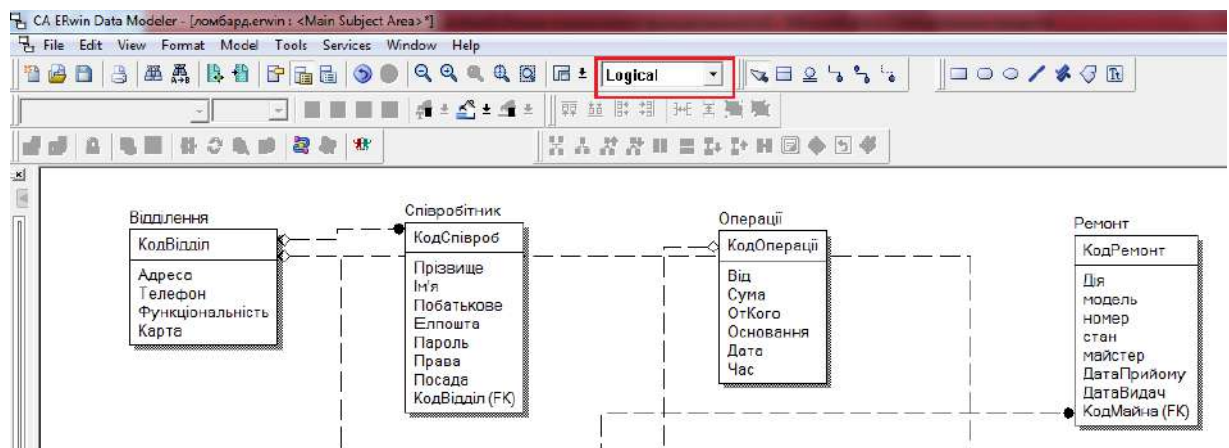 CA ERwin Data Modeler - [ломбард.erwin : <Main Subject Area>*]
File Edit View Format Model Tools Services Window Help
Logical
Відділення
КодВідділ
Адреса
Телефон
Функціональність
Карта
Співробітник
КодСпівроб
Прізвище
Ім'я
Побатькове
Елпошта
Пароль
Права
Посада
КодВідділ (FK)
Операції
КодОперації
Від
Сума
ОтКого
Основання
Дата
Час
Ремонт
КодРемонт
Дія
модель
номер
стан
майстер
ДатаПрийому
ДатаВидач
КодМайна (FK)